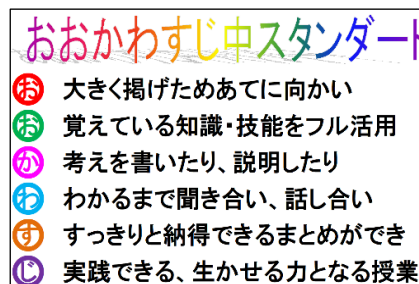 おおかわすじ中スタンダード
お 大きく掲げためあてに向かい
お 覚えている知識・技能をフル活用
か 考えを書いたり、説明したり
わ わかるまで聞き合い、話し合い
す すっきりと納得できるまとめができ
じ 実践できる、生かせる力となる授業